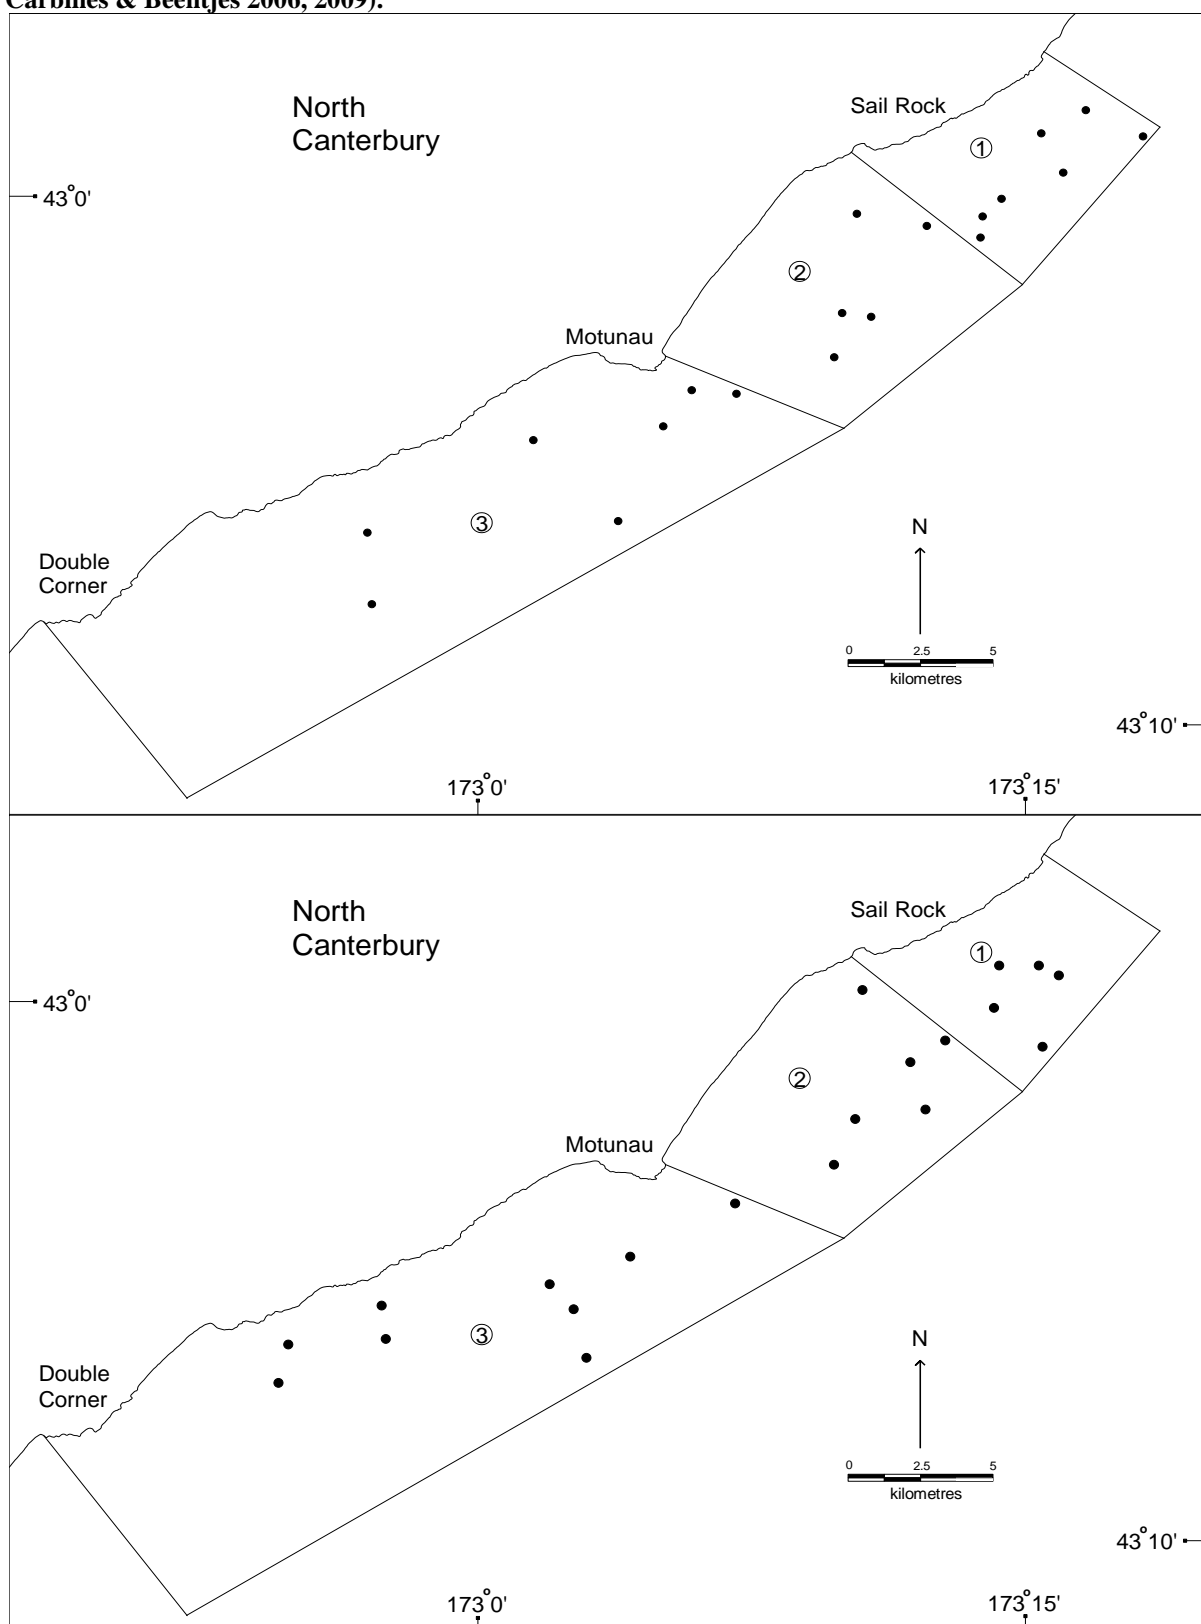 Carbines & Beentjes 2006, 2009).
North
Canterbury
Sail Rock
1
43°0'
2
Motunau
3
N
Double
Corner
0 2.5 5
kilometres
43°10'
173°0'
173°15'
North
Canterbury
Sail Rock
1
43°0'
2
Motunau
3
N
Double
Corner
0 2.5 5
kilometres
43°10'
173°0'
173°15'